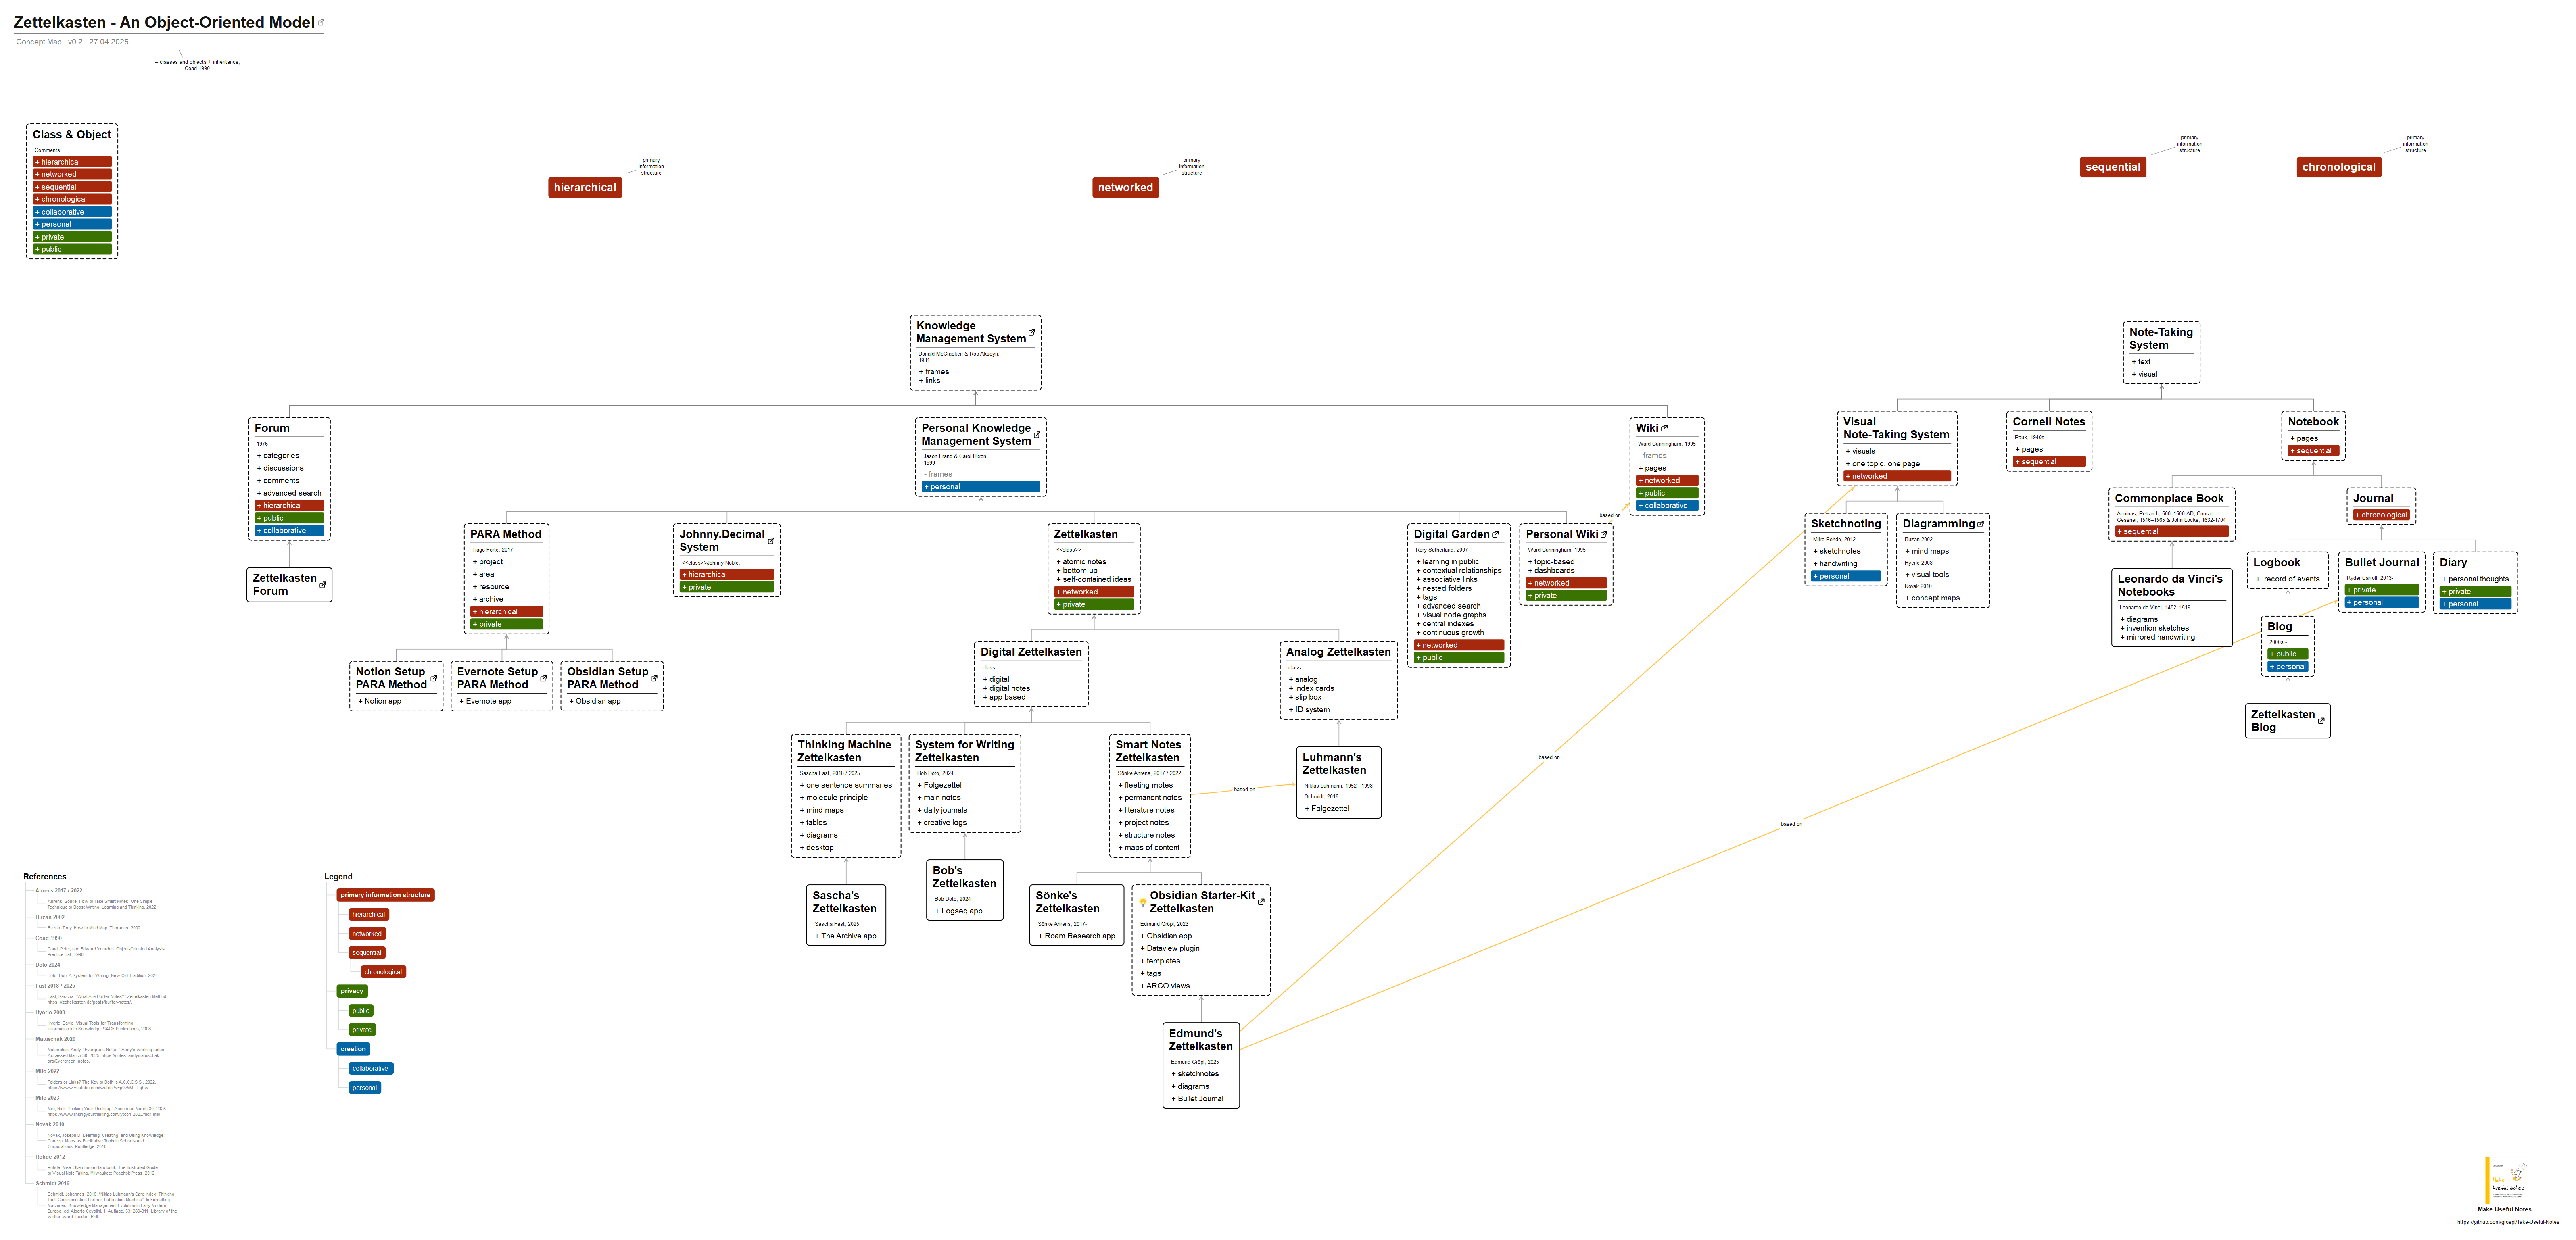 Zettelkasten - An Object-Oriented Model
Concept Map | v0.2 | 27.04.2025
= classes and objects + inheritance,
Coad 1990
Class & Object
Comments
+ hierarchical
+ networked
+ sequential
+ chronological
+ collaborative
+ personal
+ private
+ public
hierarchical
primary
information
structure
networked
primary
information
structure
sequential
primary
information
structure
chronological
primary
information
structure
Knowledge
Management System
Donald McCracken & Rob Akscyn,
1981
+ frames
+ links
Forum
1976-
+ categories
+ discussions
+ comments
+ advanced search
+ hierarchical
+ public
+ collaborative
Zettelkasten
Forum
Personal Knowledge
Management System
Jason Frand & Carol Hixon,
1999
- frames
+ personal
Wiki
Ward Cunningham, 1995
- frames
+ pages
+ networked
+ public
+ collaborative
based on
PARA Method
Tiago Forte, 2017-
+ project
+ area
+ resource
+ archive
+ hierarchical
+ private
Notion Setup
PARA Method
+ Notion app
Evernote Setup
PARA Method
+ Evernote app
Obsidian Setup
PARA Method
+ Obsidian app
Johnny.Decimal
System
<<class>>Johnny Noble,
+ hierarchical
+ private
Zettelkasten
<<class>>
+ atomic notes
+ bottom-up
+ self-contained ideas
+ networked
+ private
Digital Garden
Rory Sutherland, 2007
+ learning in public
+ contextual relationships
+ associative links
+ nested folders
+ tags
+ advanced search
+ visual node graphs
+ central indexes
+ continuous growth
+ networked
+ public
Personal Wiki
Ward Cunningham, 1995
+ topic-based
+ dashboards
+ networked
+ private
Digital Zettelkasten
class
+ digital
+ digital notes
+ app based
Analog Zettelkasten
class
+ analog
+ index cards
+ slip box
+ ID system
Thinking Machine
Zettelkasten
Sascha Fast, 2018 / 2025
+ one sentence summaries
+ molecule principle
+ mind maps
+ tables
+ diagrams
+ desktop
System for Writing
Zettelkasten
Bob Doto, 2024
+ Folgezettel
+ main notes
+ daily journals
+ creative logs
Smart Notes
Zettelkasten
Sönke Ahrens, 2017 / 2022
+ fleeting motes
+ permanent notes
+ literature notes
+ project notes
+ structure notes
+ maps of content
based on
Luhmann's
Zettelkasten
Niklas Luhmann, 1952 - 1998
Schmidt, 2016
+ Folgezettel
Sascha's
Zettelkasten
Sascha Fast, 2025
+ The Archive app
Bob's
Zettelkasten
Bob Doto, 2024
+ Logseq app
Sönke's
Zettelkasten
Sönke Ahrens, 2017-
+ Roam Research app
Obsidian Starter-Kit
Zettelkasten
Edmund Gröpl, 2023
+ Obsidian app
+ Dataview plugin
+ templates
+ tags
+ ARCO views
Edmund's
Zettelkasten
Edmund Gröpl, 2025
+ sketchnotes
+ diagrams
+ Bullet Journal
based on
based on
Note-Taking
System
+ text
+ visual
Visual
Note-Taking System
+ visuals
+ one topic, one page
+ networked
Cornell Notes
Pauk, 1940s
+ pages
+ sequential
Notebook
+ pages
+ sequential
Sketchnoting
Mike Rohde, 2012
+ sketchnotes
+ handwriting
+ personal
Diagramming
Buzan 2002
+ mind maps
Hyerle 2008
+ visual tools
Novak 2010
+ concept maps
Commonplace Book
Aquinas, Petrarch, 500–1500 AD, Conrad
Gessner, 1516–1565 & John Locke, 1632-1704
+ sequential
Leonardo da Vinci's
Notebooks
Leonardo da Vinci, 1452–1519
+ diagrams
+ invention sketches
+ mirrored handwriting
Journal
+ chronological
Logbook
+ record of events
Bullet Journal
Ryder Carroll, 2013-
+ private
+ personal
Diary
+ personal thoughts
+ private
+ personal
Blog
2000s -
+ public
+ personal
Zettelkasten
Blog
References
Ahrens 2017 / 2022
Ahrens, Sönke. How to Take Smart Notes: One Simple
Technique to Boost Writing, Learning and Thinking, 2022.
Buzan 2002
Buzan, Tony. How to Mind Map. Thorsons, 2002.
Coad 1990
Coad, Peter, and Edward Yourdon. Object-Oriented Analysis.
Prentice Hall, 1990.
Doto 2024
Doto, Bob. A System for Writing. New Old Tradition, 2024.
Fast 2018 / 2025
Fast, Sascha. "What Are Buffer Notes?" Zettelkasten Method.
https://zettelkasten.de/posts/buffer-notes/.
Hyerle 2008
Hyerle, David. Visual Tools for Transforming
Information Into Knowledge. SAGE Publications, 2008.
Matuschak 2020
Matuschak, Andy. "Evergreen Notes." Andy's working notes.
Accessed March 30, 2025. https://notes.andymatuschak.
org/Evergreen_notes.
Milo 2022
Folders or Links? The Key to Both Is A.C.C.E.S.S., 2022.
Milo 2023
Milo, Nick. "Linking Your Thinking." Accessed March 30, 2025.
Novak 2010
Novak, Joseph D. Learning, Creating, and Using Knowledge:
Concept Maps as Facilitative Tools in Schools and
Corporations. Routledge, 2010.
Rohde 2012
Rohde, Mike. Sketchnote Handbook: The Illustrated Guide
to Visual Note Taking. Milwaukee: Peachpit Press, 2012.
Schmidt 2016
Schmidt, Johannes. 2016. "Niklas Luhmann's Card Index: Thinking
Tool, Communication Partner, Publication Machine". In Forgetting
Machines. Knowledge Management Evolution in Early Modern
Europe, ed. Alberto Cevolini, 1. Auflage, 53: 289-311. Library of the
written word. Leiden: Brill.
Legend
primary information structure
hierarchical
networked
sequential
chronological
privacy
public
private
creation
collaborative
personal
Make Useful Notes
https://github.com/groepl/Take-Useful-Notes